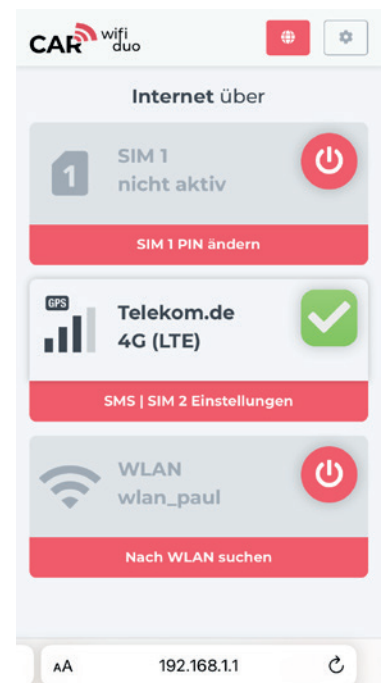 CAR wifi
duo
Internet über
1
SIM 1
nicht aktiv
SIM 1 PIN ändern
GPS
Telekom.de
4G (LTE)
SMS | SIM 2 Einstellungen
WLAN
wlan_paul
Nach WLAN suchen
AA 192.168.1.1